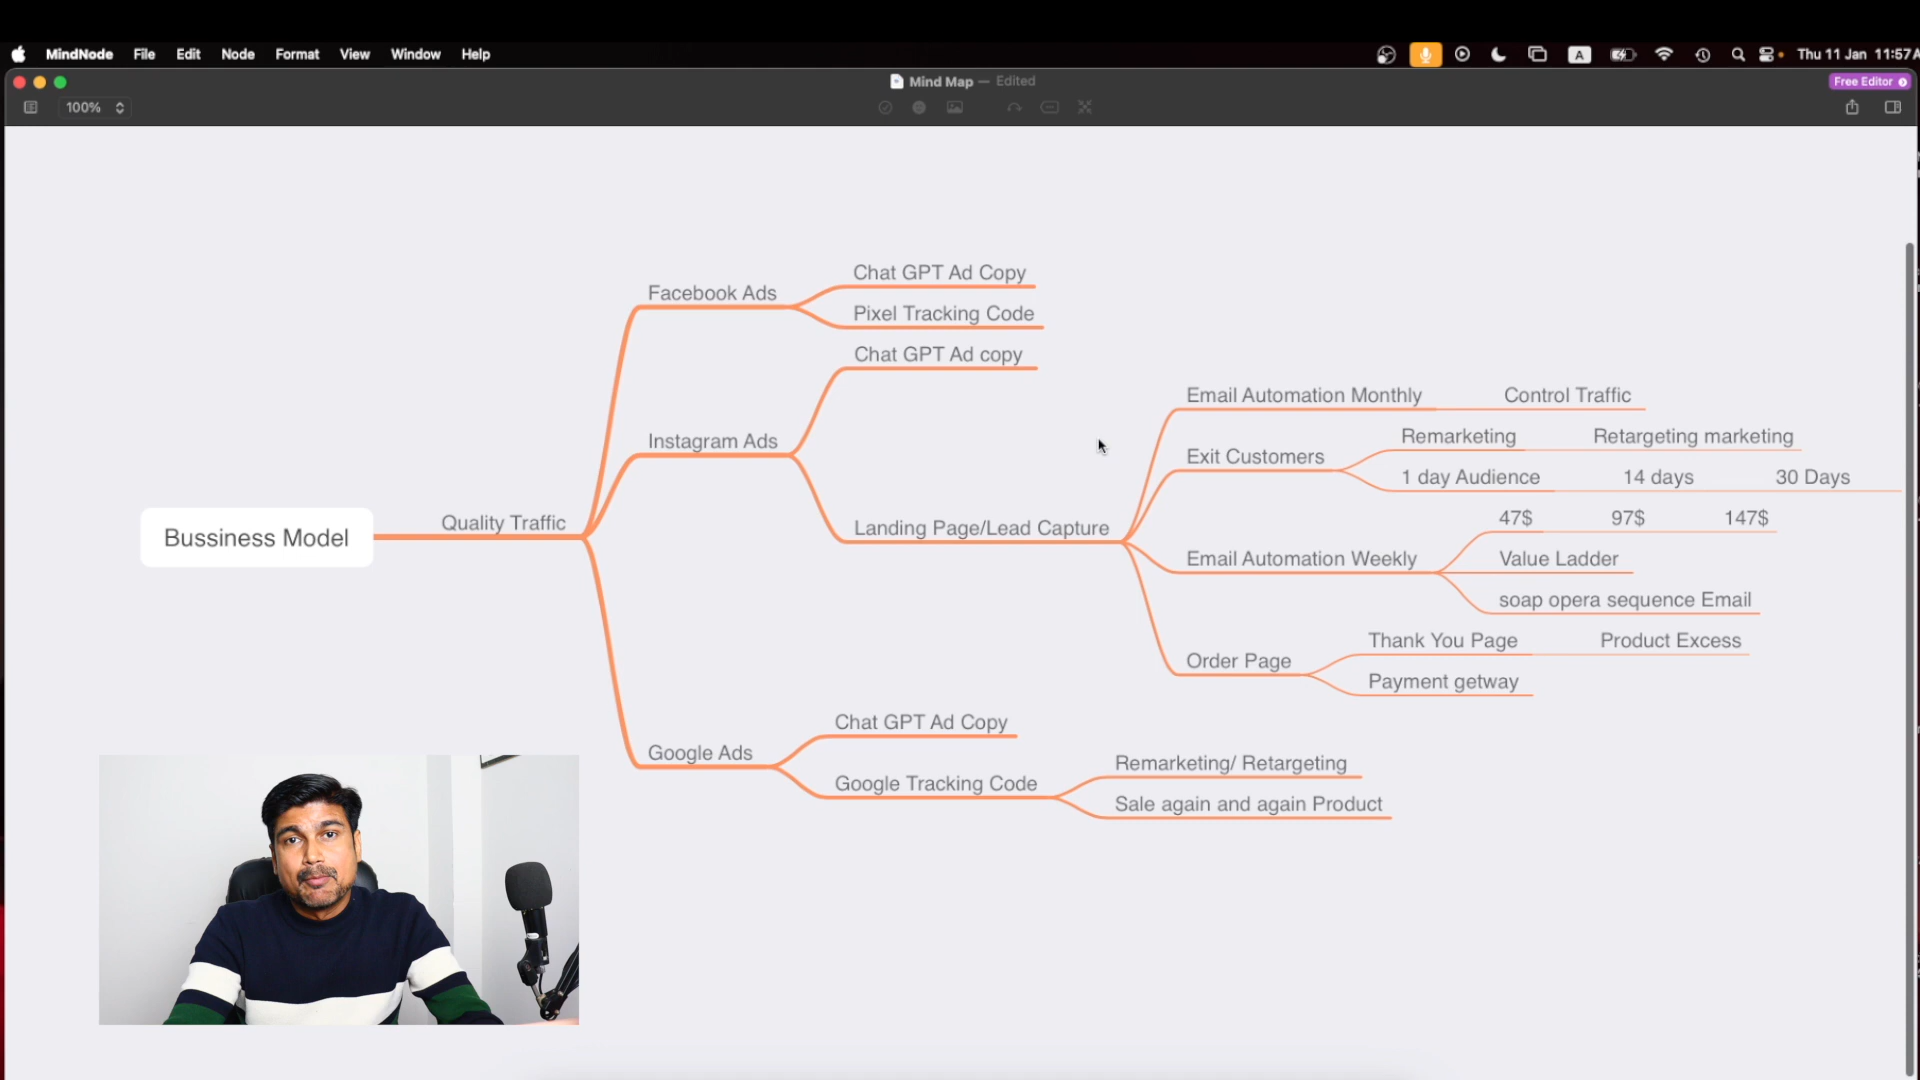 MindNode File Edit Node Format View Window Help
A
Thu 11 Jan 11:57A
Mind Map — Edited
Free Editor
100%
Bussiness Model
Quality Traffic
Facebook Ads
Chat GPT Ad Copy
Pixel Tracking Code
Instagram Ads
Chat GPT Ad copy
Landing Page/Lead Capture
Email Automation Monthly
Control Traffic
Exit Customers
Remarketing
Retargeting marketing
1 day Audience
14 days
30 Days
Email Automation Weekly
47$
97$
147$
Value Ladder
soap opera sequence Email
Order Page
Thank You Page
Product Excess
Payment getway
Google Ads
Chat GPT Ad Copy
Google Tracking Code
Remarketing/ Retargeting
Sale again and again Product